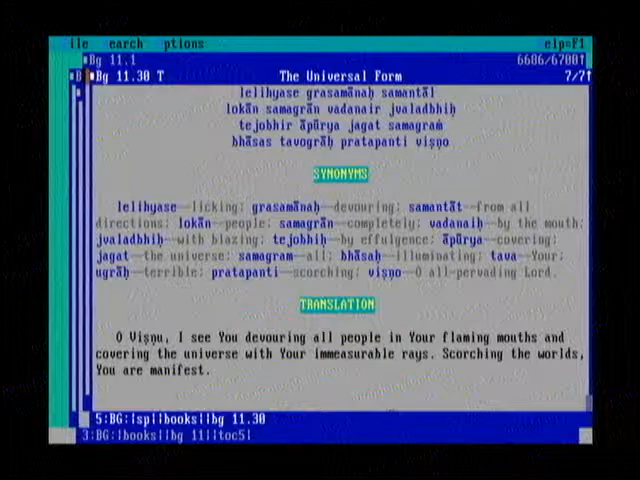 ile earch ptions elp=F1
Bg 11.1 6606/6700↑
B Bg 11.30 T The Universal Form 7/7↑
lelihyase grasamānaḥ samantāl
lokān samagrān vadanair jvaladbhiḥ
tejobhir āpūrya jagat samagraṁ
bhāsas tavogrāḥ pratapanti viṣṇo
SYNONYMS
lelihyase—licking; grasamānaḥ—devouring; samantāt—from all
directions; lokān—people; samagrān—completely; vadanaiḥ—by the mouth;
jvaladbhiḥ—with blazing; tejobhiḥ—by effulgence; āpūrya—covering;
jagat—the universe; samagram—all; bhāsaḥ—illuminating; tava—Your;
ugrāḥ—terrible; pratapanti—scorching; viṣṇo—O all-pervading Lord.
TRANSLATION
O Viṣṇu, I see You devouring all people in Your flaming mouths and
covering the universe with Your immeasurable rays. Scorching the worlds,
You are manifest.
5:BG:|sp||books||bg 11.30
3:BG:|books||bg 11||toc5|